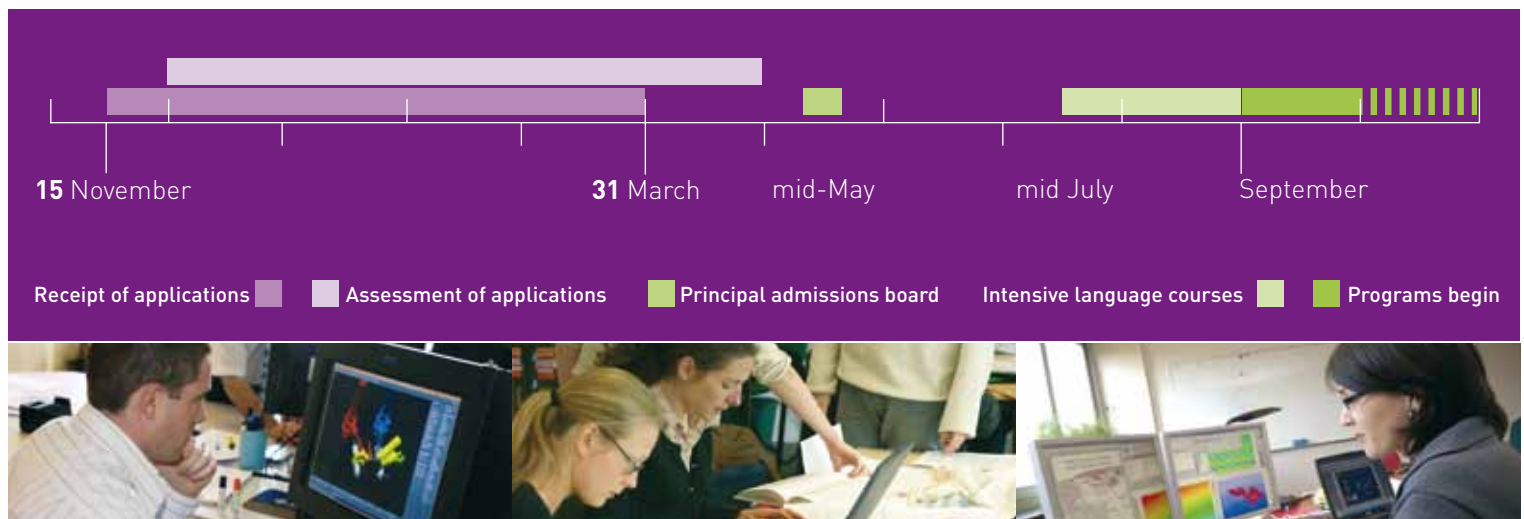 15 November 31 March mid-May mid July September
Receipt of applications Assessment of applications Principal admissions board Intensive language courses Programs begin